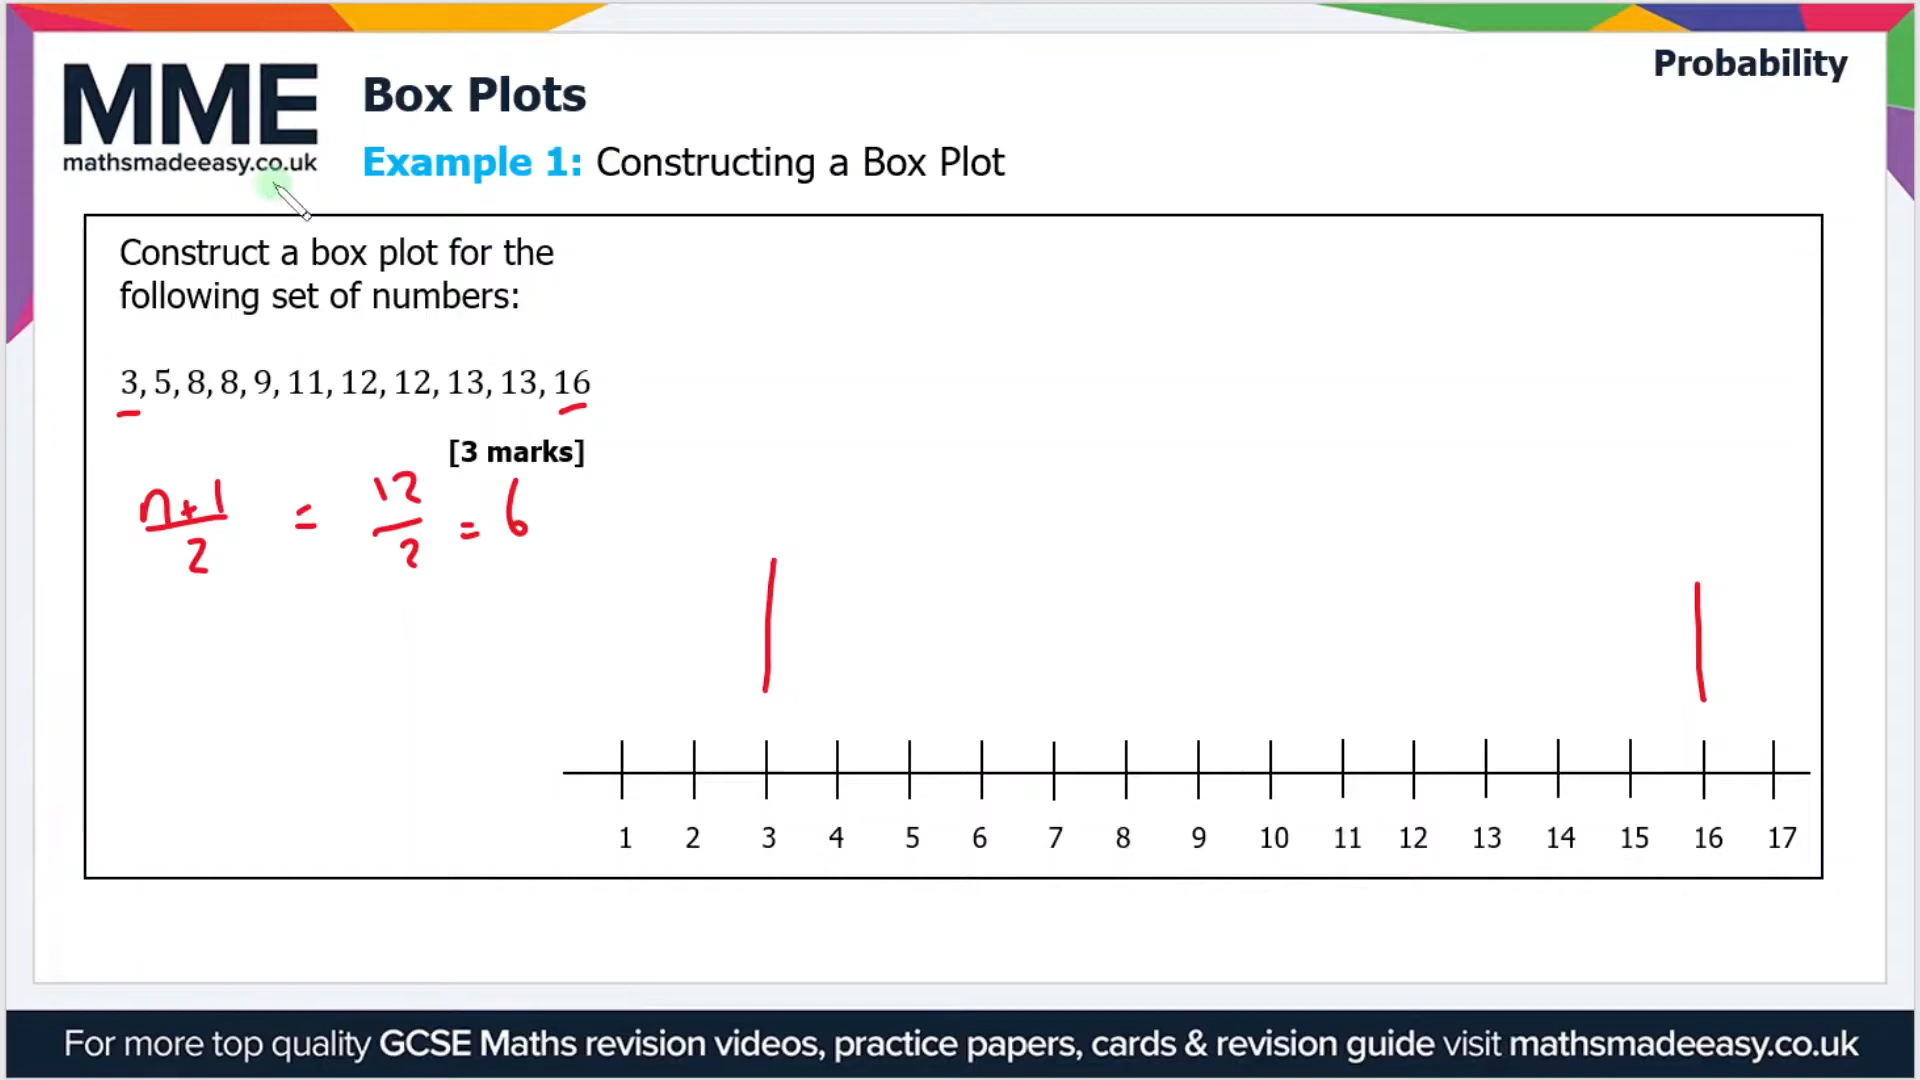 Probability
MME
mathsmadeeasy.co.uk
Box Plots
Example 1: Constructing a Box Plot
Construct a box plot for the
following set of numbers:
3, 5, 8, 8, 9, 11, 12, 12, 13, 13, 16
[3 marks]
n+1/2 = 12/2 = 6
1 2 3 4 5 6 7 8 9 10 11 12 13 14 15 16 17
For more top quality GCSE Maths revision videos, practice papers, cards & revision guide visit mathsmadeeasy.co.uk